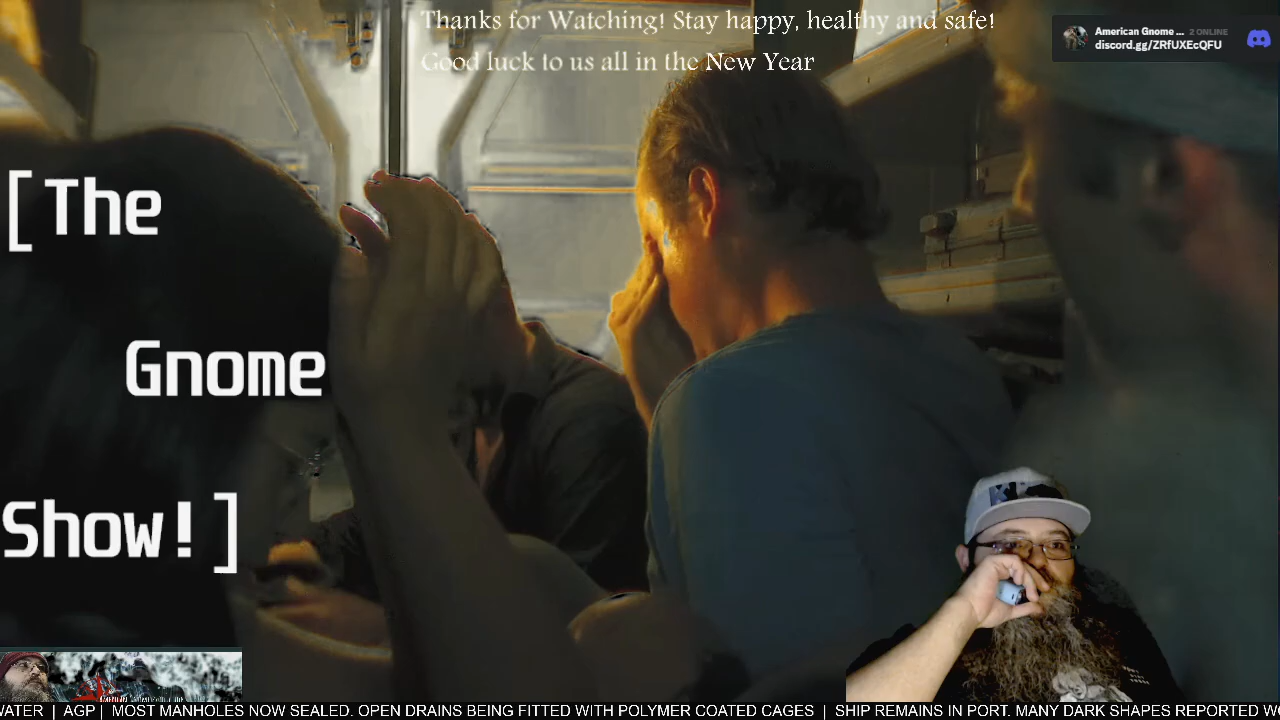 Thanks for Watching! Stay happy, healthy and safe!
Good luck to us all in the New Year
American Gnome ... 2 ONLINE
discord.gg/ZRfUXEcQFU
[The
Gnome
Show!]
WATER | AGP | MOST MANHOLES NOW SEALED. OPEN DRAINS BEING FITTED WITH POLYMER COATED CAGES | SHIP REMAINS IN PORT. MANY DARK SHAPES REPORTED W